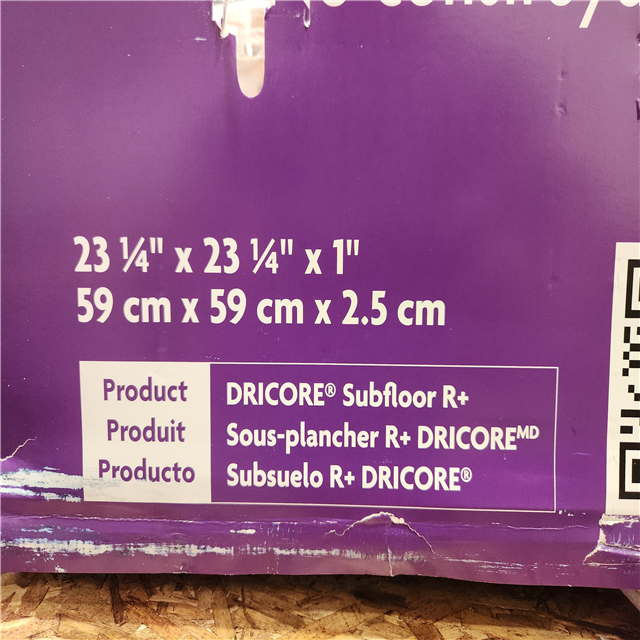 23 ¼" x 23 ¼" x 1"
59 cm x 59 cm x 2.5 cm
Product
DRICORE® Subfloor R+
Produit
Sous-plancher R+ DRICOREᴹᴰ
Producto
Subsuelo R+ DRICORE®